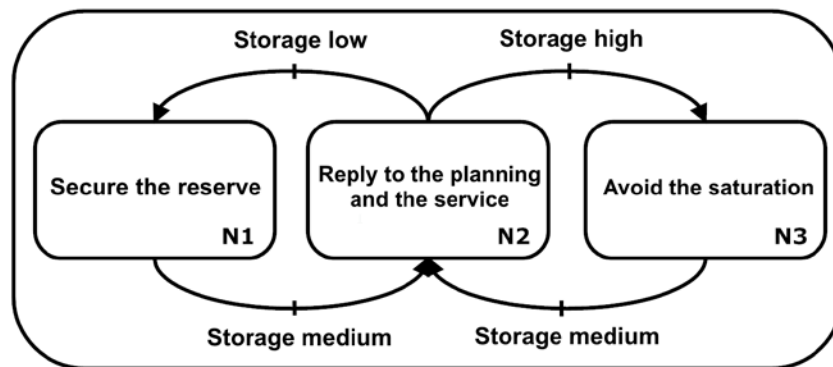 Storage low
Storage high
Secure the reserve
N1
Reply to the planning
and the service
N2
Avoid the saturation
N3
Storage medium
Storage medium